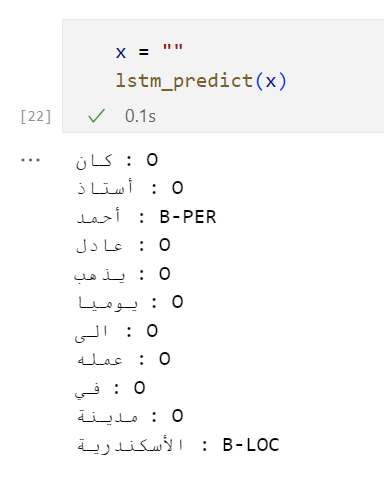 x = ""
lstm_predict(x)
[22] ✓ 0.1s
... كان : O
أستاذ : O
أحمد : B-PER
عادل : O
يذهب : O
يوميا : O
الى : O
عمله : O
في : O
مدينة : O
الأسكندرية : B-LOC